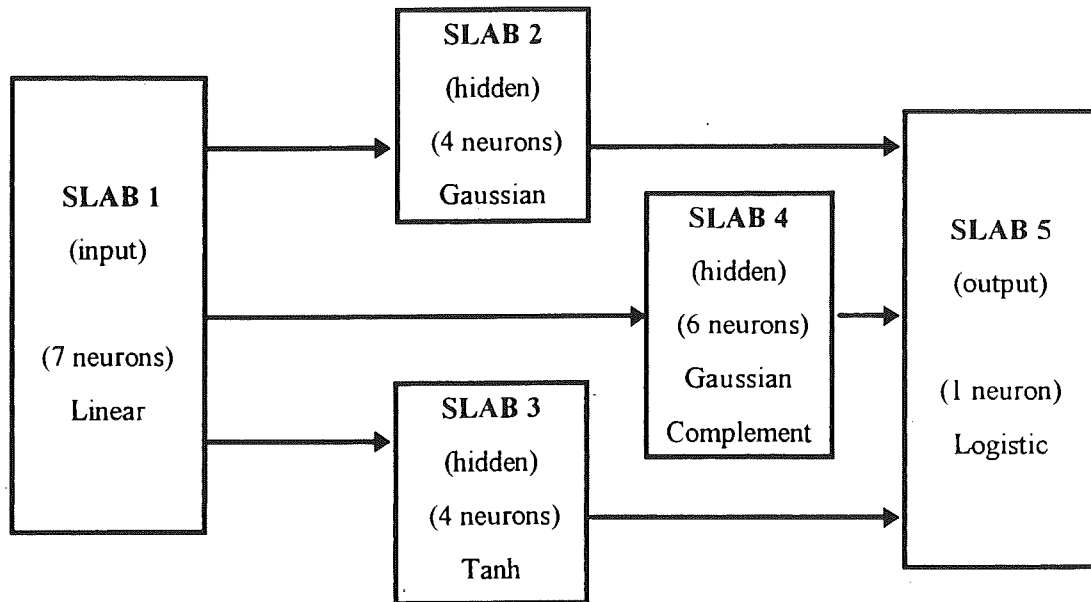 SLAB 1
(input)
(7 neurons)
Linear
SLAB 2
(hidden)
(4 neurons)
Gaussian
SLAB 3
(hidden)
(4 neurons)
Tanh
SLAB 4
(hidden)
(6 neurons)
Gaussian
Complement
SLAB 5
(output)
(1 neuron)
Logistic